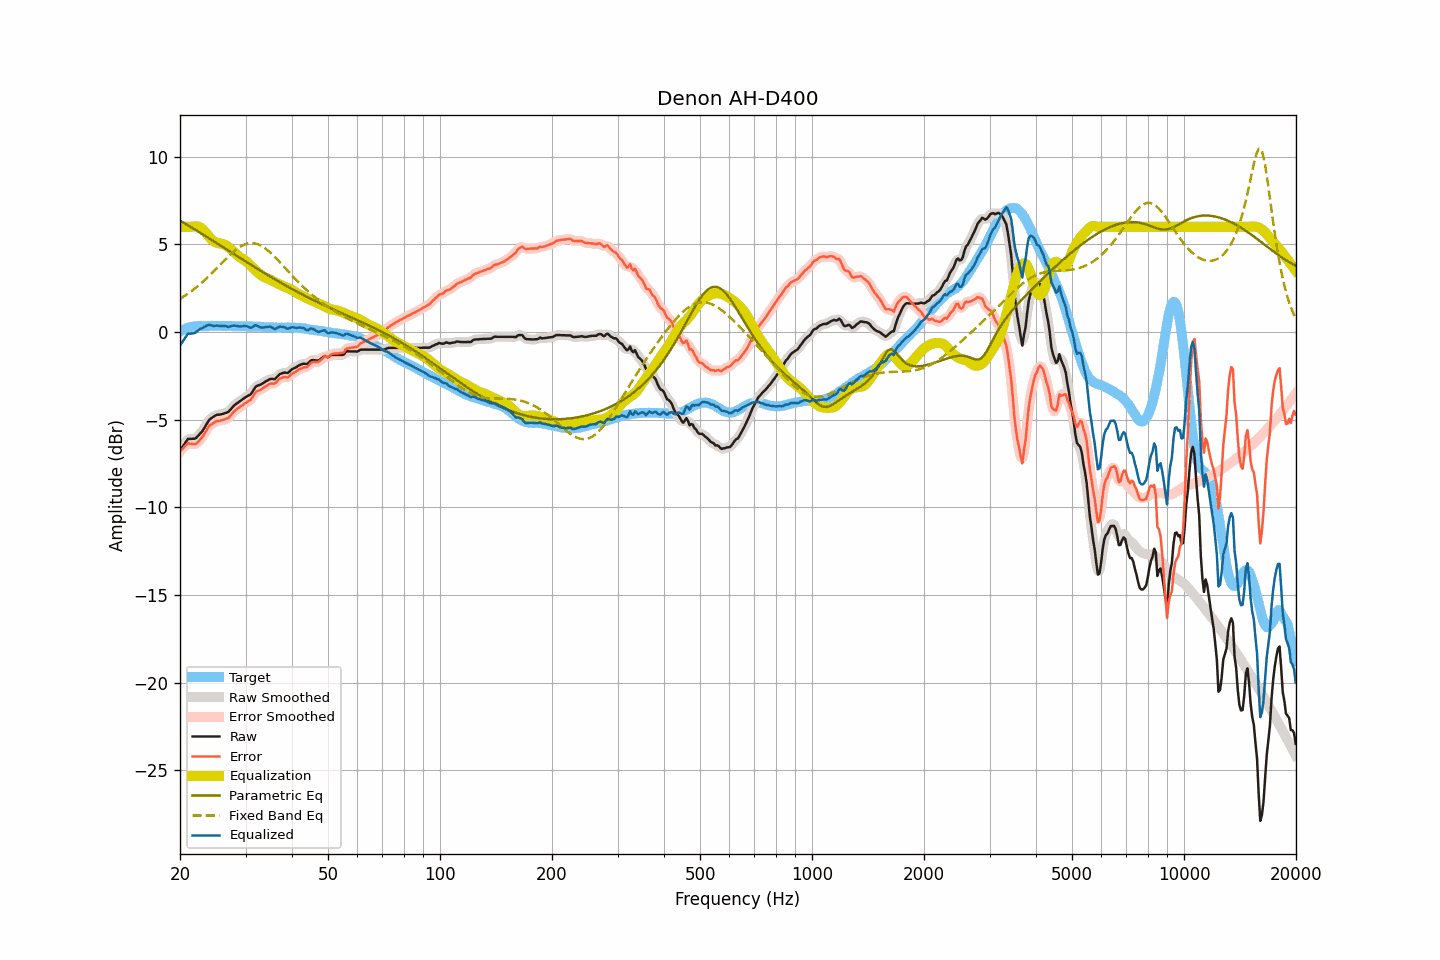 Denon AH-D400
Amplitude (dBr)
10
5
0
−5
−10
−15
−20
−25
Target
Raw Smoothed
Error Smoothed
Raw
Error
Equalization
Parametric Eq
Fixed Band Eq
Equalized
20 50 100 200 500 1000 2000 5000 10000 20000
Frequency (Hz)